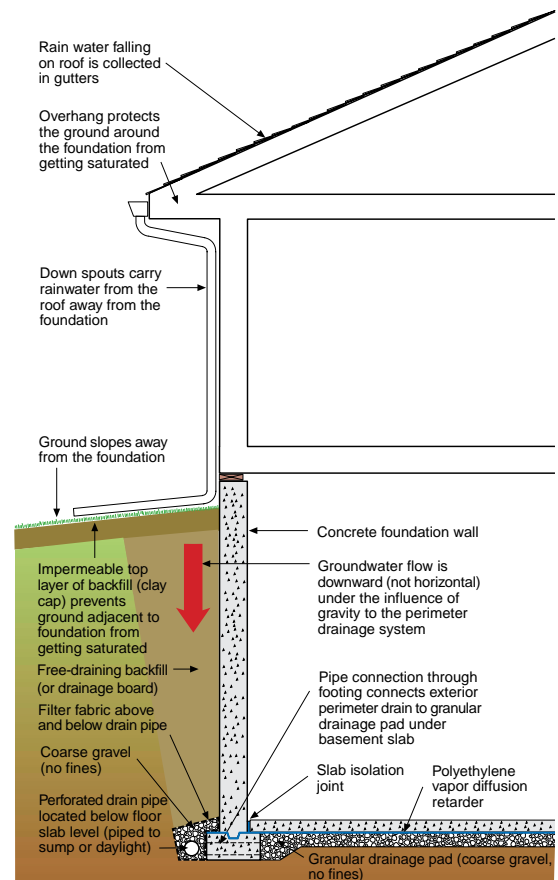 Rain water falling
on roof is collected
in gutters
Overhang protects
the ground around
the foundation from
getting saturated
Down spouts carry
rainwater from the
roof away from the
foundation
Ground slopes away
from the foundation
Concrete foundation wall
Impermeable top
layer of backfill (clay
cap) prevents
ground adjacent to
foundation from
getting saturated
Groundwater flow is
downward (not horizontal)
under the influence of
gravity to the perimeter
drainage system
Free-draining backfill
(or drainage board)
Pipe connection through
footing connects exterior
perimeter drain to granular
drainage pad under
basement slab
Filter fabric above
and below drain pipe
Coarse gravel
(no fines)
Slab isolation
joint
Polyethylene
vapor diffusion
retarder
Perforated drain pipe
located below floor
slab level (piped to
sump or daylight)
Granular drainage pad (coarse gravel,
no fines)